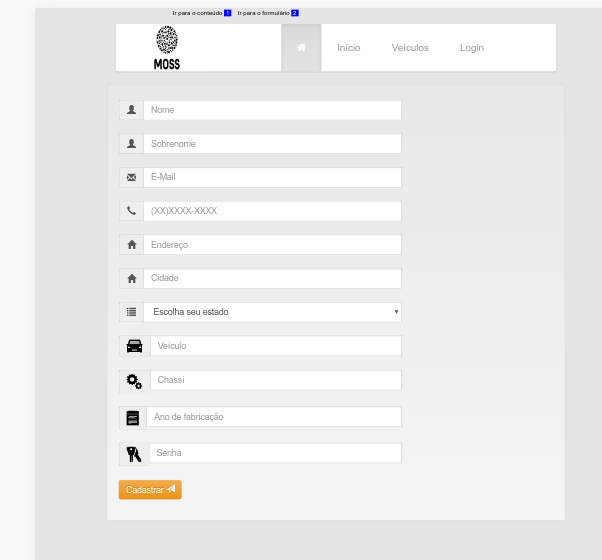 Ir para o conteúdo 1 Ir para o formulário 2
MOSS
Início Veículos Login
Nome
Sobrenome
E-Mail
(XX)XXXX-XXXX
Endereço
Cidade
Escolha seu estado
Veículo
Chassi
Ano de fabricação
Senha
Cadastrar